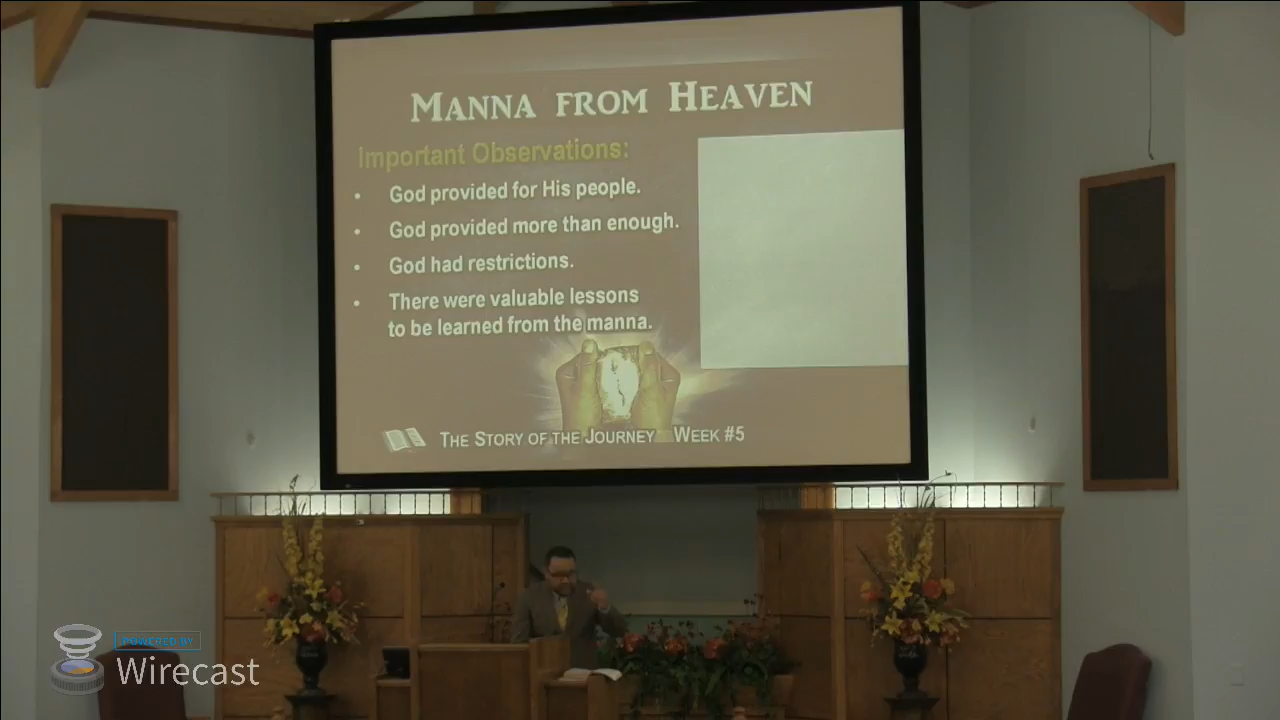 Manna from Heaven
Important Observations:
• God provided for His people.
• God provided more than enough.
• God had restrictions.
• There were valuable lessons
to be learned from the manna.
The Story of the Journey Week #5
POWERED BY
Wirecast